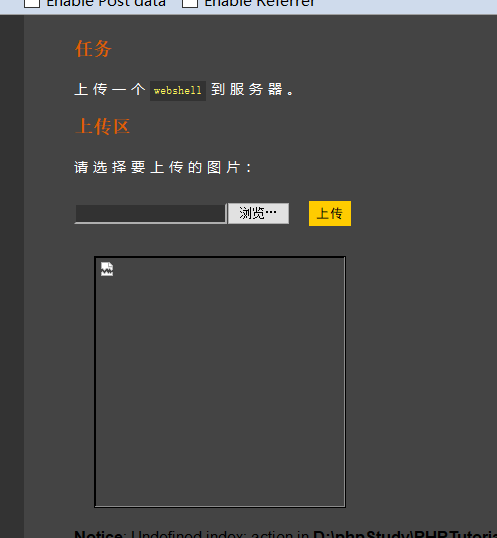 Enable Post data Enable Referrer
任务
上传一个 webshell 到服务器。
上传区
请选择要上传的图片：
浏览… 上传
Notice: Undefined index: action in D:\phpStudy\PHPTutoria